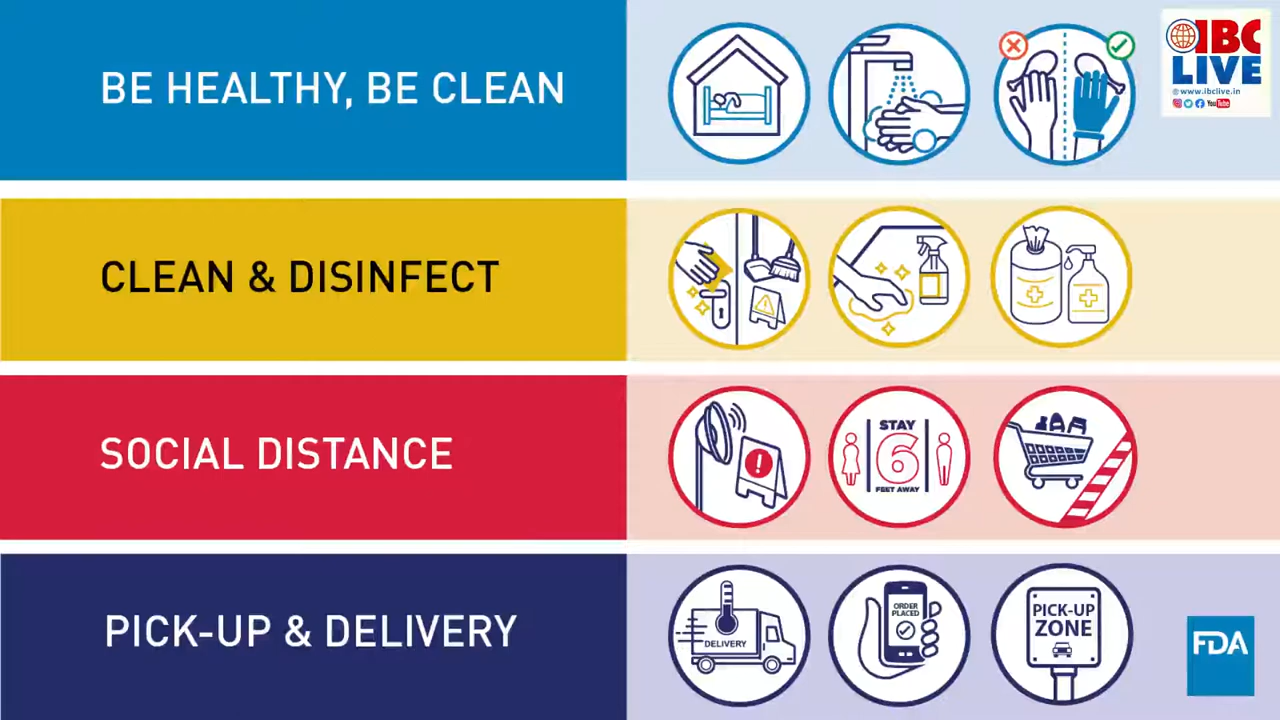 BE HEALTHY, BE CLEAN
IBC
LIVE
@www.ibclive.in
YouTube
CLEAN & DISINFECT
SOCIAL DISTANCE
STAY
6
FEET AWAY
PICK-UP & DELIVERY
DELIVERY
ORDER
PLACED
PICK-UP
ZONE
FDA